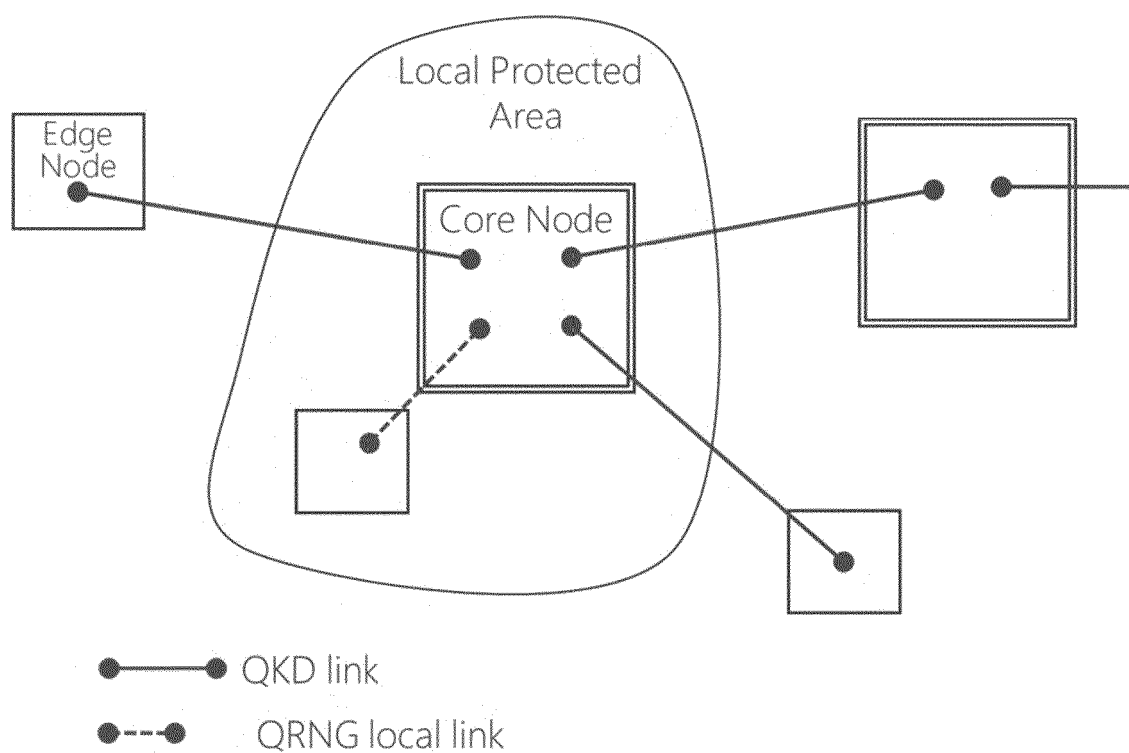 Local Protected
Area
Edge
Node
Core Node
QKD link
QRNG local link